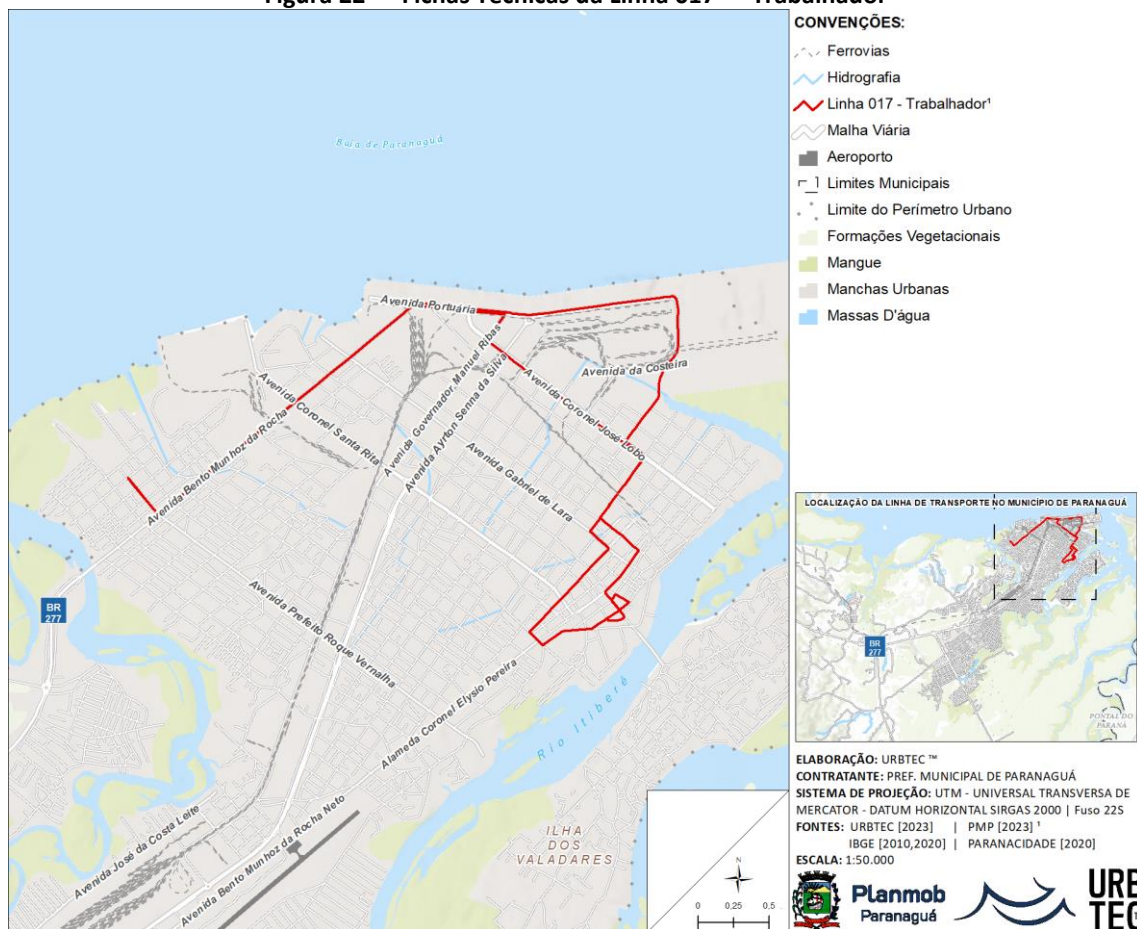 Figura 22 – Fichas Técnicas da Linha 017 – Trabalhador
CONVENÇÕES:
Ferrovias
Hidrografia
Linha 017 - Trabalhador¹
Malha Viária
Aeroporto
Limites Municipais
Limite do Perímetro Urbano
Formações Vegetacionais
Mangue
Manchas Urbanas
Massas D'água
Baía de Paranaguá
Avenida Portuária
Avenida Governador Manuel Ribas
Avenida Ayrton Senna da Silva
Avenida da Costeira
Avenida Coronel José Lobo
Avenida Coronel Santa Rita
Avenida Bento Munhoz da Rocha
Avenida Gabriel de Lara
Avenida Prefeito Roque Vernalha
BR
277
Alameda Coronel Elysio Pereira
Rio Itiberê
Avenida José da Costa Leite
Avenida Bento Munhoz da Rocha Neto
ILHA
DOS
VALADARES
N
0 0,25 0,5
LOCALIZAÇÃO DA LINHA DE TRANSPORTE NO MUNICÍPIO DE PARANAGUÁ
BR
277
PONTAL DO
PARANÁ
ELABORAÇÃO: URBTEC ™
CONTRATANTE: PREF. MUNICIPAL DE PARANAGUÁ
SISTEMA DE PROJEÇÃO: UTM - UNIVERSAL TRANSVERSA DE
MERCATOR - DATUM HORIZONTAL SIRGAS 2000 | Fuso 22S
FONTES: URBTEC [2023] | PMP [2023] ¹
IBGE [2010,2020] | PARANACIDADE [2020]
ESCALA: 1:50.000
Planmob
Paranaguá
URB
TEC